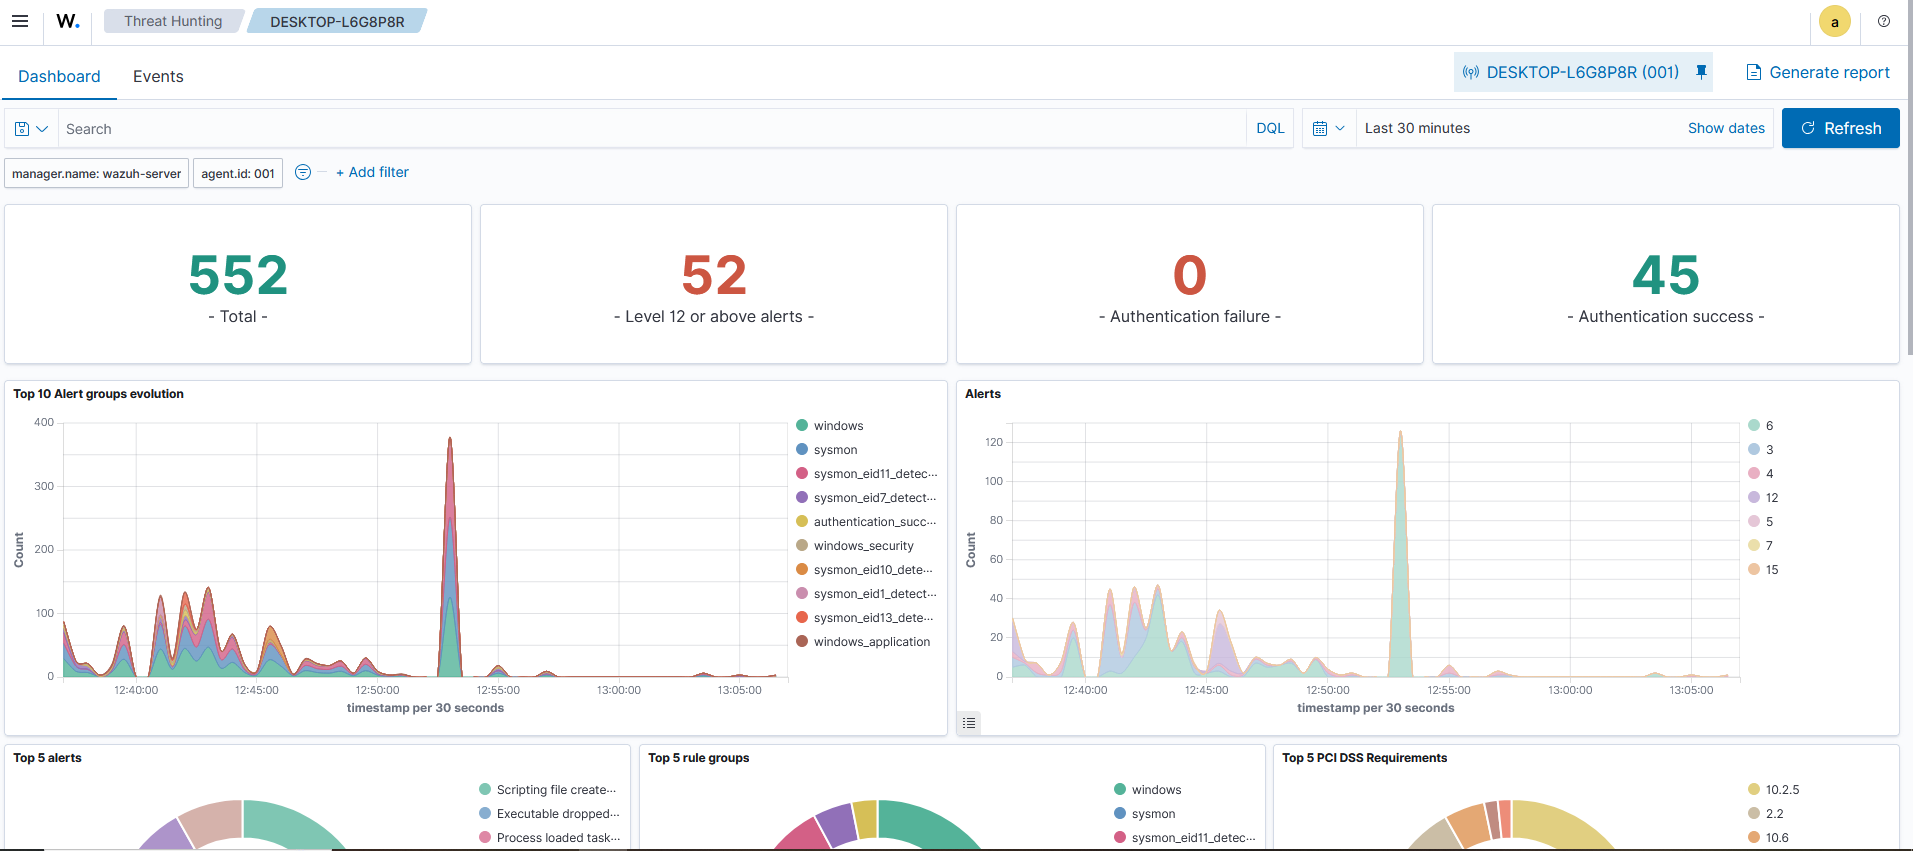 W.
Threat Hunting
DESKTOP-L6G8P8R
a
Dashboard
Events
DESKTOP-L6G8P8R (001)
Generate report
Search
DQL
Last 30 minutes
Show dates
Refresh
manager.name: wazuh-server
agent.id: 001
+ Add filter
552
- Total -
52
- Level 12 or above alerts -
0
- Authentication failure -
45
- Authentication success -
Top 10 Alert groups evolution
400
300
200
100
0
Count
12:40:00
12:45:00
12:50:00
12:55:00
13:00:00
13:05:00
timestamp per 30 seconds
windows
sysmon
sysmon_eid11_detec...
sysmon_eid7_detect...
authentication_succ...
windows_security
sysmon_eid10_dete...
sysmon_eid1_detect...
sysmon_eid13_dete...
windows_application
Alerts
120
100
80
60
40
20
0
Count
12:40:00
12:45:00
12:50:00
12:55:00
13:00:00
13:05:00
timestamp per 30 seconds
6
3
4
12
5
7
15
Top 5 alerts
Scripting file create...
Executable dropped...
Process loaded task...
Top 5 rule groups
windows
sysmon
sysmon_eid11_detec...
Top 5 PCI DSS Requirements
10.2.5
2.2
10.6